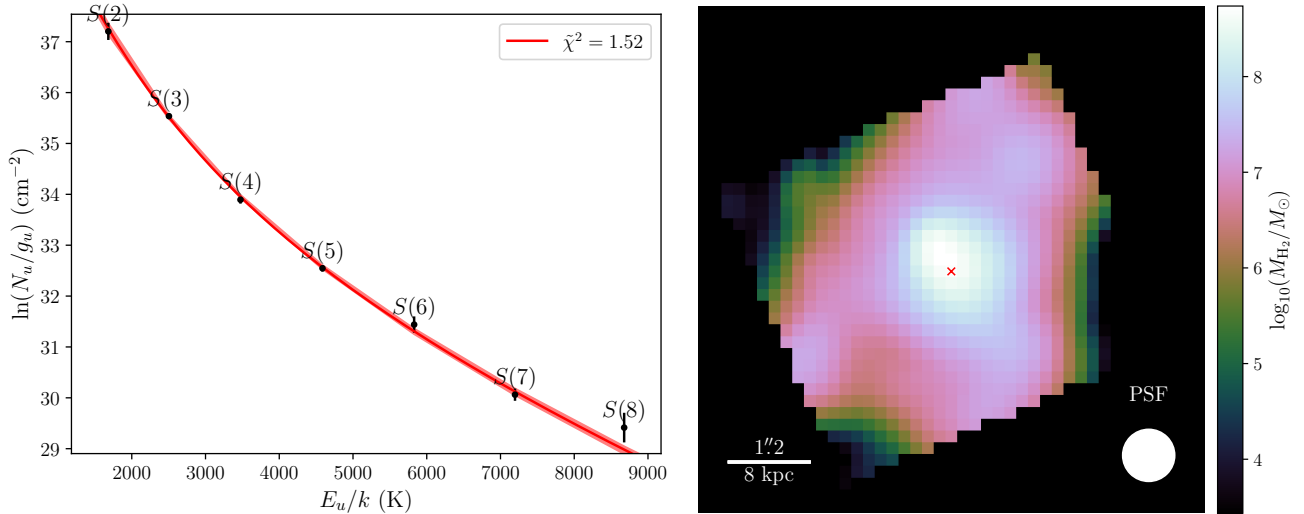 S(2)
S(3)
S(4)
S(5)
S(6)
S(7)
S(8)
χ̃² = 1.52
37
36
35
34
33
32
31
30
29
ln(N_u/g_u) (cm⁻²)
2000 3000 4000 5000 6000 7000 8000 9000
E_u/k (K)
PSF
1″.2
8 kpc
8
7
6
5
4
log₁₀(M_H₂/M_⊙)